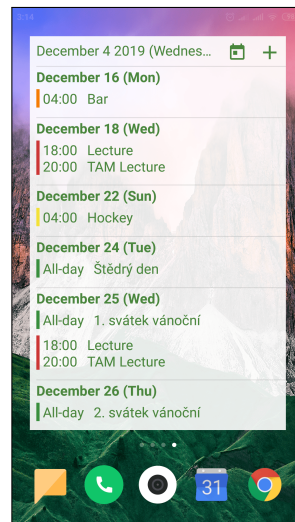 3:14
December 4 2019 (Wednes...
December 16 (Mon)
04:00 Bar
December 18 (Wed)
18:00 Lecture
20:00 TAM Lecture
December 22 (Sun)
04:00 Hockey
December 24 (Tue)
All-day Štědrý den
December 25 (Wed)
All-day 1. svátek vánoční
18:00 Lecture
20:00 TAM Lecture
December 26 (Thu)
All-day 2. svátek vánoční
31